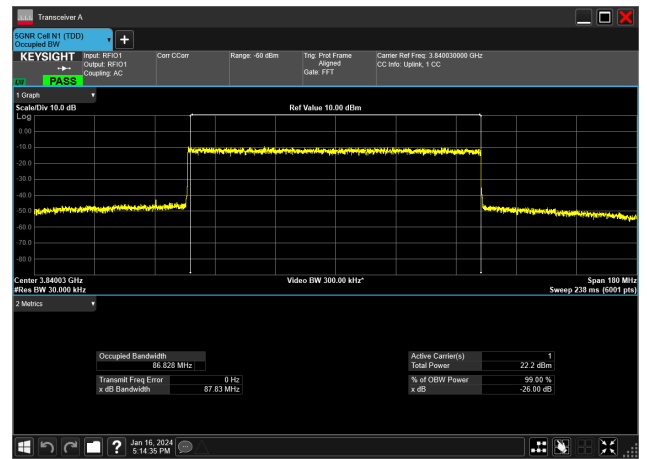 Transceiver A
5GNR Cell N1 (TDD)
Occupied BW
KEYSIGHT
Input: RFIO1
Output: RFIO1
Coupling: AC
Corr CCorr
Range: -60 dBm
Trig: Prot Frame
Aligned
Gate: FFT
Carrier Ref Freq: 3.840030000 GHz
CC Info: Uplink, 1 CC
LW
PASS
1 Graph
Scale/Div 10.0 dB
Ref Value 10.00 dBm
Log
0.00
-10.0
-20.0
-30.0
-40.0
-50.0
-60.0
-70.0
-80.0
Center 3.84003 GHz
Video BW 300.00 kHz*
Span 180 MHz
#Res BW 30.000 kHz
Sweep 238 ms (6001 pts)
2 Metrics
Occupied Bandwidth
86.828 MHz
Active Carrier(s) 1
Total Power 22.2 dBm
Transmit Freq Error 0 Hz
x dB Bandwidth 87.83 MHz
% of OBW Power 99.00 %
x dB -26.00 dB
?
Jan 16, 2024
5:14:35 PM